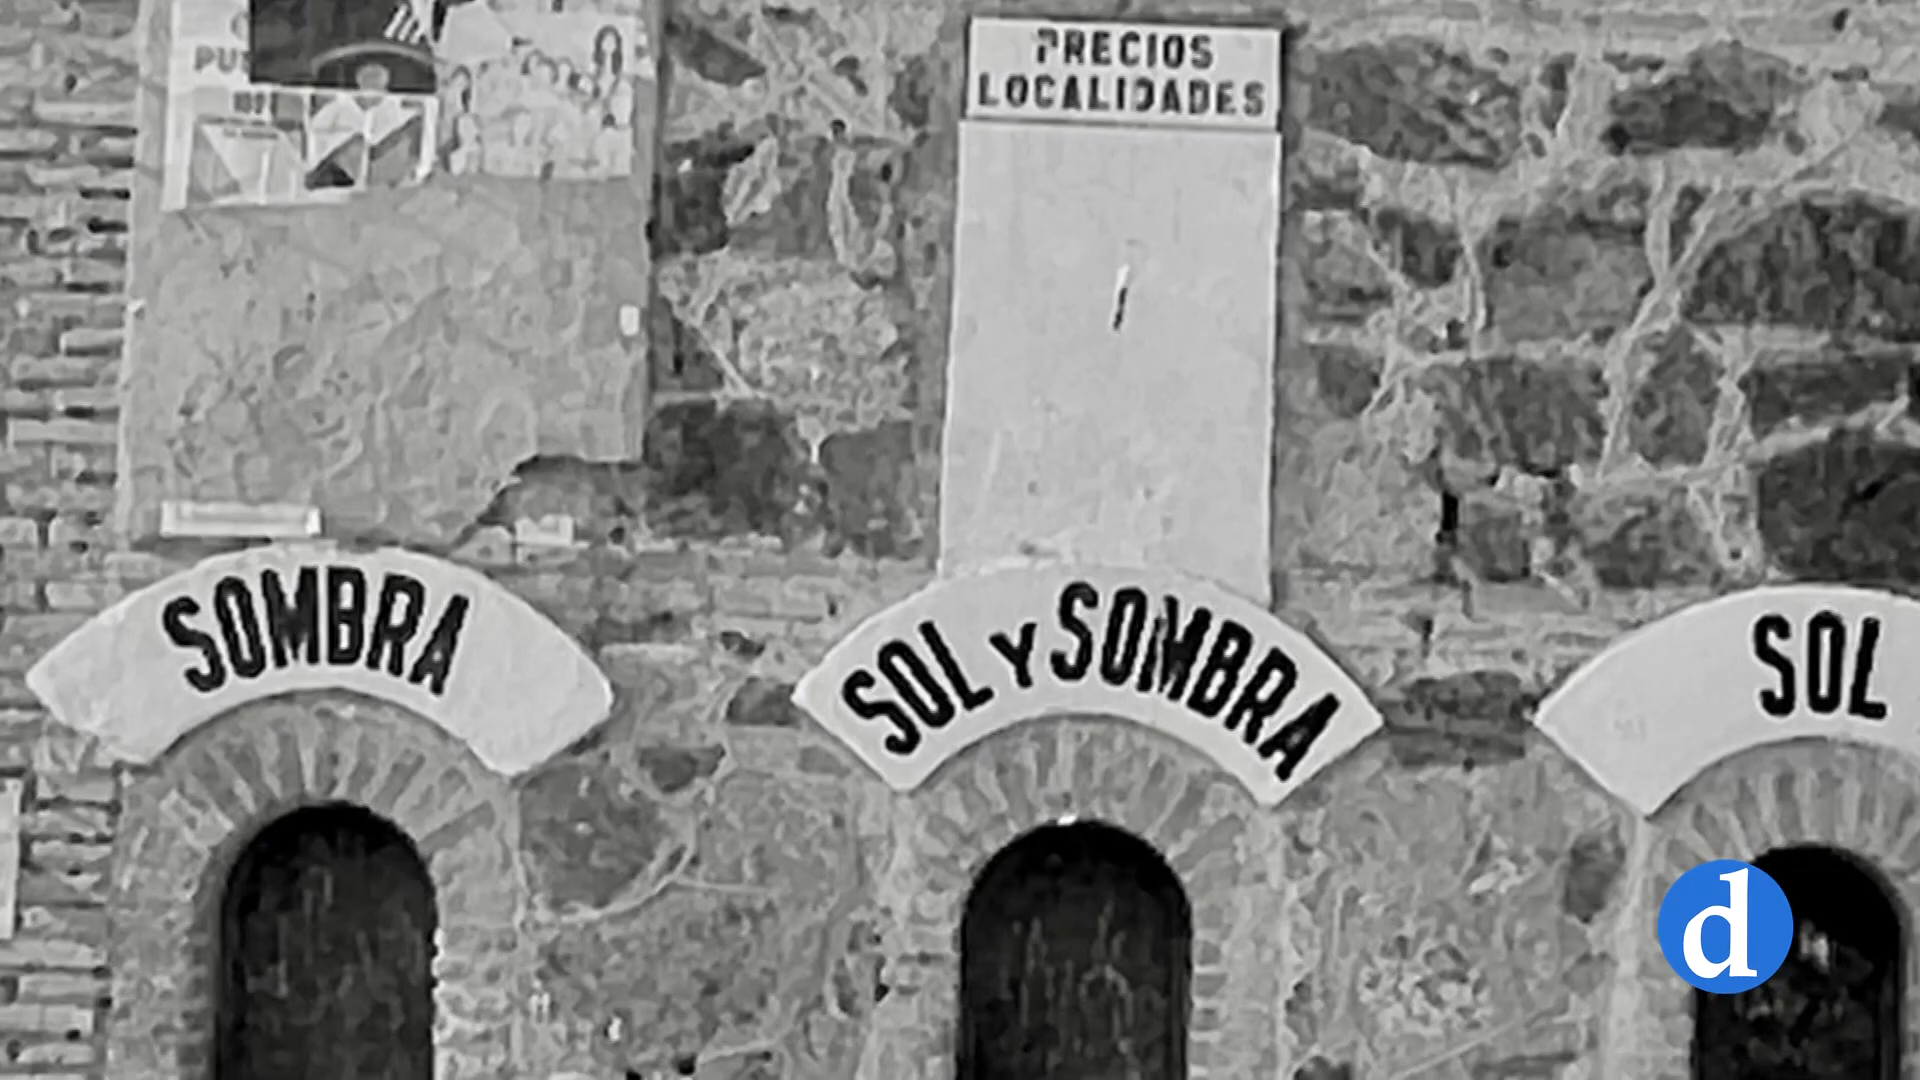 PRECIOS
LOCALIDADES
SOMBRA
SOL Y SOMBRA
SOL
d